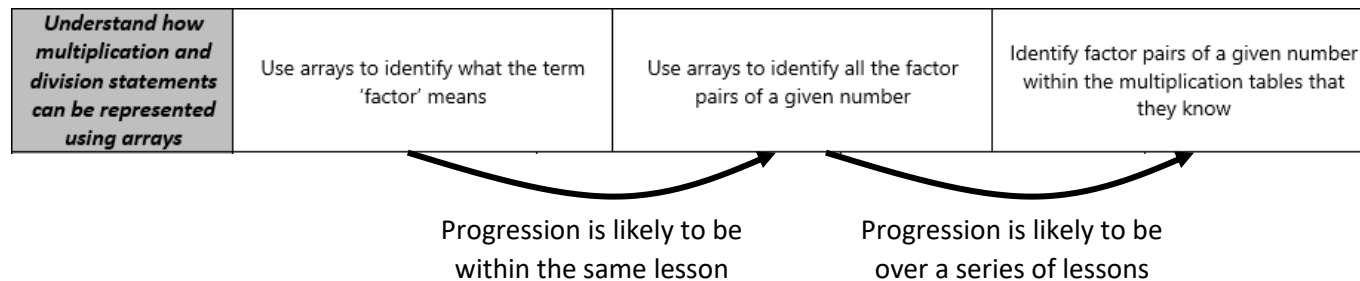 Understand how
multiplication and
division statements
can be represented
using arrays
Use arrays to identify what the term
'factor' means
Use arrays to identify all the factor
pairs of a given number
Identify factor pairs of a given number
within the multiplication tables that
they know
Progression is likely to be
within the same lesson
Progression is likely to be
over a series of lessons